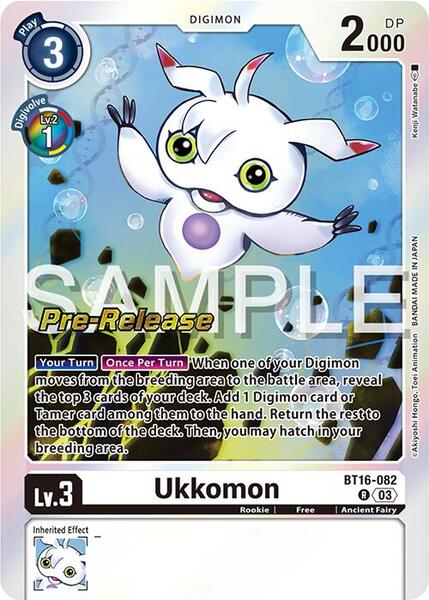 Play
3
DIGIMON
DP
2000
Digivolve
Lv.2
1
Kenji Watanabe
SAMPLE
Pre-Release
Your Turn Once Per Turn When one of your Digimon
moves from the breeding area to the battle area, reveal
the top 3 cards of your deck. Add 1 Digimon card or
Tamer card among them to the hand. Return the rest to
the bottom of the deck. Then, you may hatch in your
breeding area.
©Akiyoshi Hongo, Toei Animation BANDAI MADE IN JAPAN
Lv.3
Ukkomon
BT16-082
R 03
Rookie | Free | Ancient Fairy
Inherited Effect
–